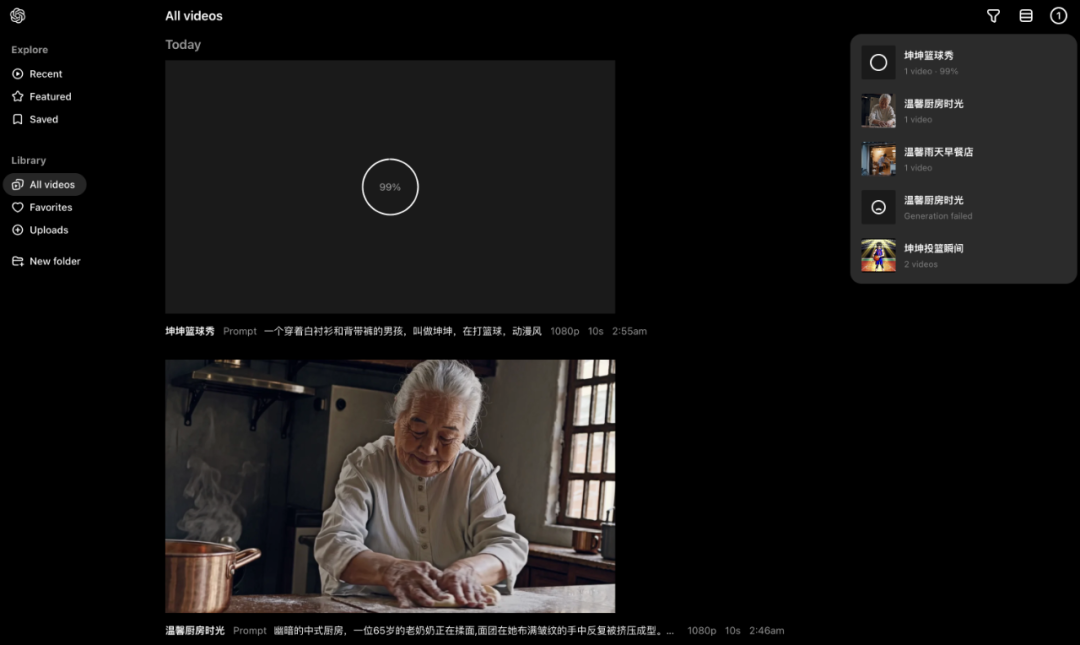 All videos
1
Explore
Today
Recent
Featured
Saved
Library
All videos
Favorites
Uploads
New folder
99%
坤坤篮球秀 Prompt 一个穿着白衬衫和背带裤的男孩，叫做坤坤，在打篮球，动漫风 1080p 10s 2:55am
温馨厨房时光 Prompt 幽暗的中式厨房，一位65岁的老奶奶正在揉面,面团在她布满皱纹的手中反复被挤压成型。... 1080p 10s 2:46am
坤坤篮球秀
1 video · 99%
温馨厨房时光
1 video
温馨雨天早餐店
1 video
温馨厨房时光
Generation failed
坤坤投篮瞬间
2 videos